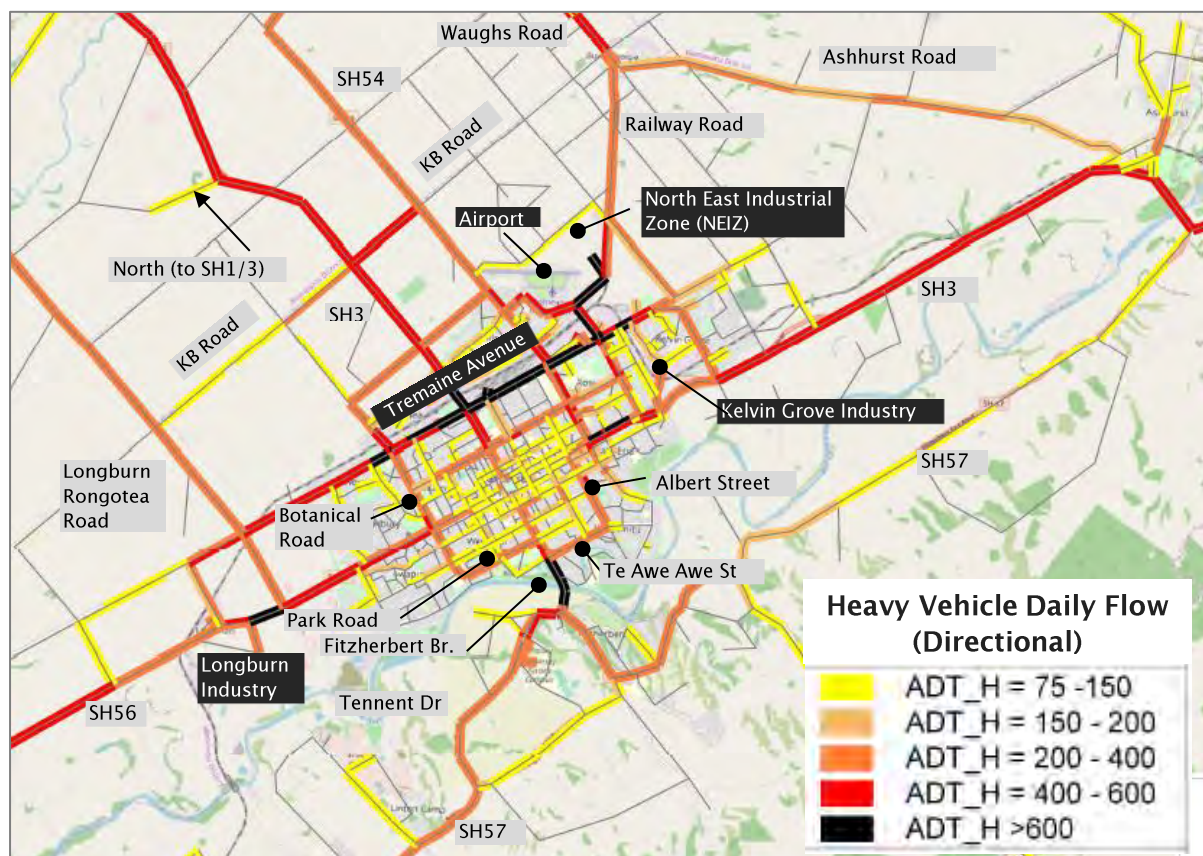 Waughs Road
Ashhurst Road
SH54
Railway Road
KB Road
North East Industrial
Zone (NEIZ)
Airport
North (to SH1/3)
SH3
SH3
KB Road
Tremaine Avenue
Kelvin Grove Industry
SH57
Longburn
Rongotea
Road
Albert Street
Botanical
Road
Te Awe Awe St
Park Road
Fitzherbert Br.
Longburn
Industry
Tennent Dr
SH56
SH57
Heavy Vehicle Daily Flow
(Directional)
ADT_H = 75 -150
ADT_H = 150 - 200
ADT_H = 200 - 400
ADT_H = 400 - 600
ADT_H >600